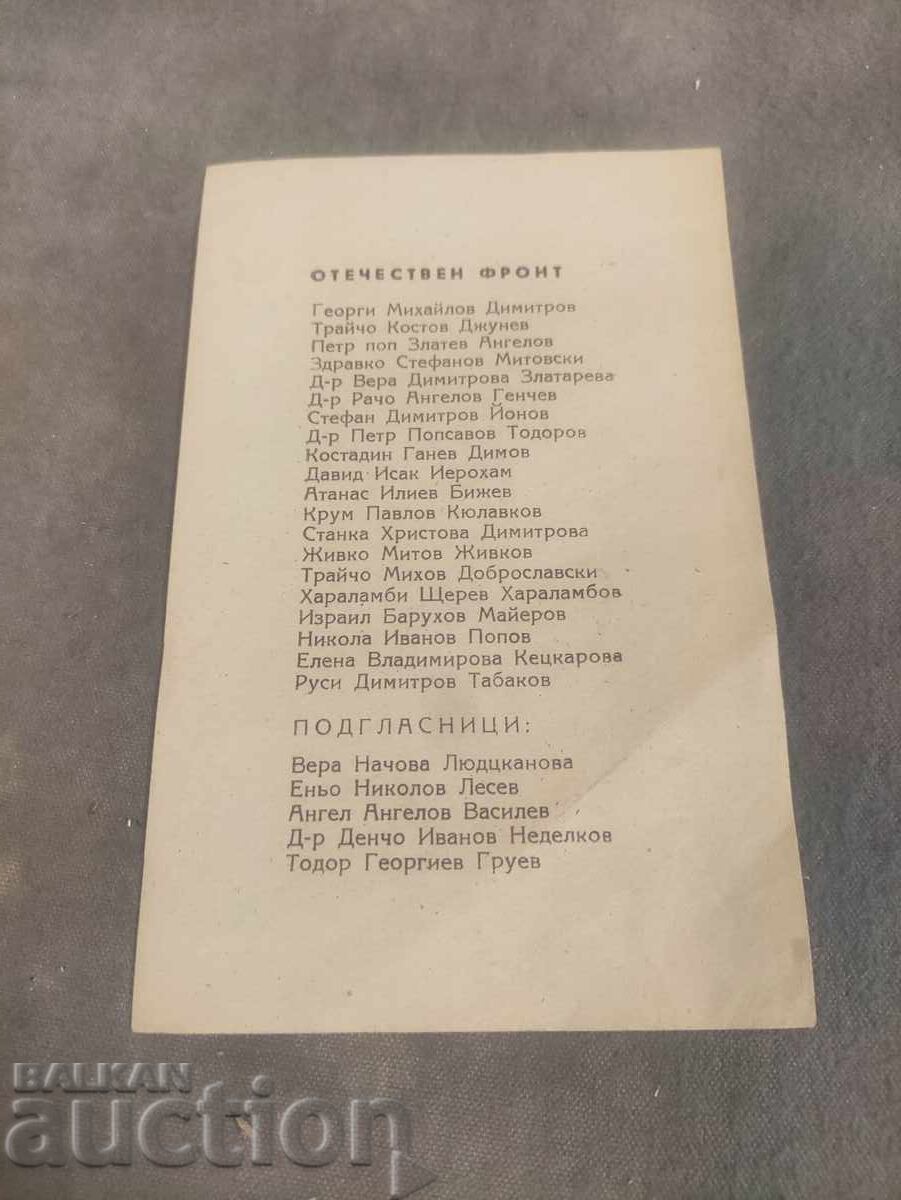 ОТЕЧЕСТВЕН ФРОНТ
Георги Михайлов Димитров
Трайчо Костов Джунев
Петр поп Златев Ангелов
Здравко Стефанов Митовски
Д-р Вера Димитрова Златарева
Д-р Рачо Ангелов Генчев
Стефан Димитров Йонов
Д-р Петр Попсавов Тодоров
Костадин Ганев Димов
Давид Исак Иерохам
Атанас Илиев Бижев
Крум Павлов Кюлавков
Станка Христова Димитрова
Живко Митов Живков
Трайчо Михов Доброславски
Хараламби Щерев Хараламбов
Израил Барухов Майеров
Никола Иванов Попов
Елена Владимирова Кецкарова
Руси Димитров Табаков
ПОДГЛАСНИЦИ:
Вера Начова Людцканова
Еньо Николов Лесев
Ангел Ангелов Василев
Д-р Денчо Иванов Неделков
Тодор Георгиев Груев
BALKAN
auction